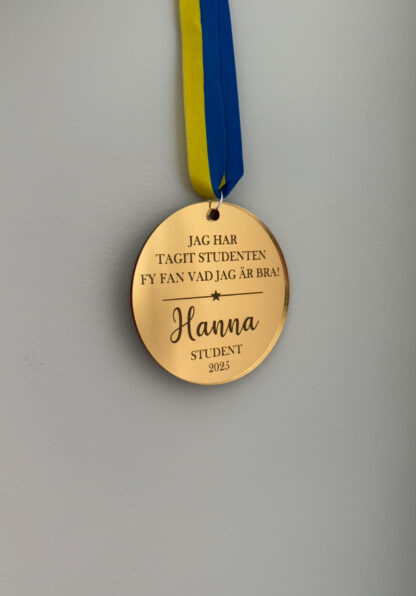 JAG HAR
TAGIT STUDENTEN
FY FAN VAD JAG ÄR BRA!
Hanna
STUDENT
2025